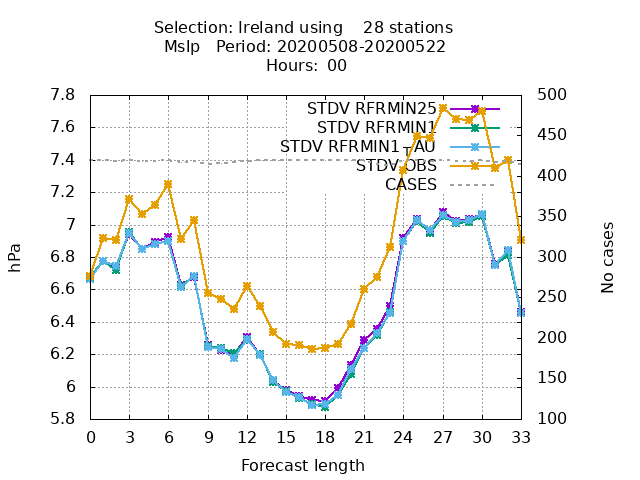 Selection: Ireland using    28 stations
Mslp   Period: 20200508-20200522
Hours:  00
STDV RFRMIN25
STDV RFRMIN1
STDV RFRMIN1_AU
STDV OBS
CASES
7.8
7.6
7.4
7.2
7
6.8
6.6
6.4
6.2
6
5.8
hPa
500
450
400
350
300
250
200
150
100
No cases
0 3 6 9 12 15 18 21 24 27 30 33
Forecast length